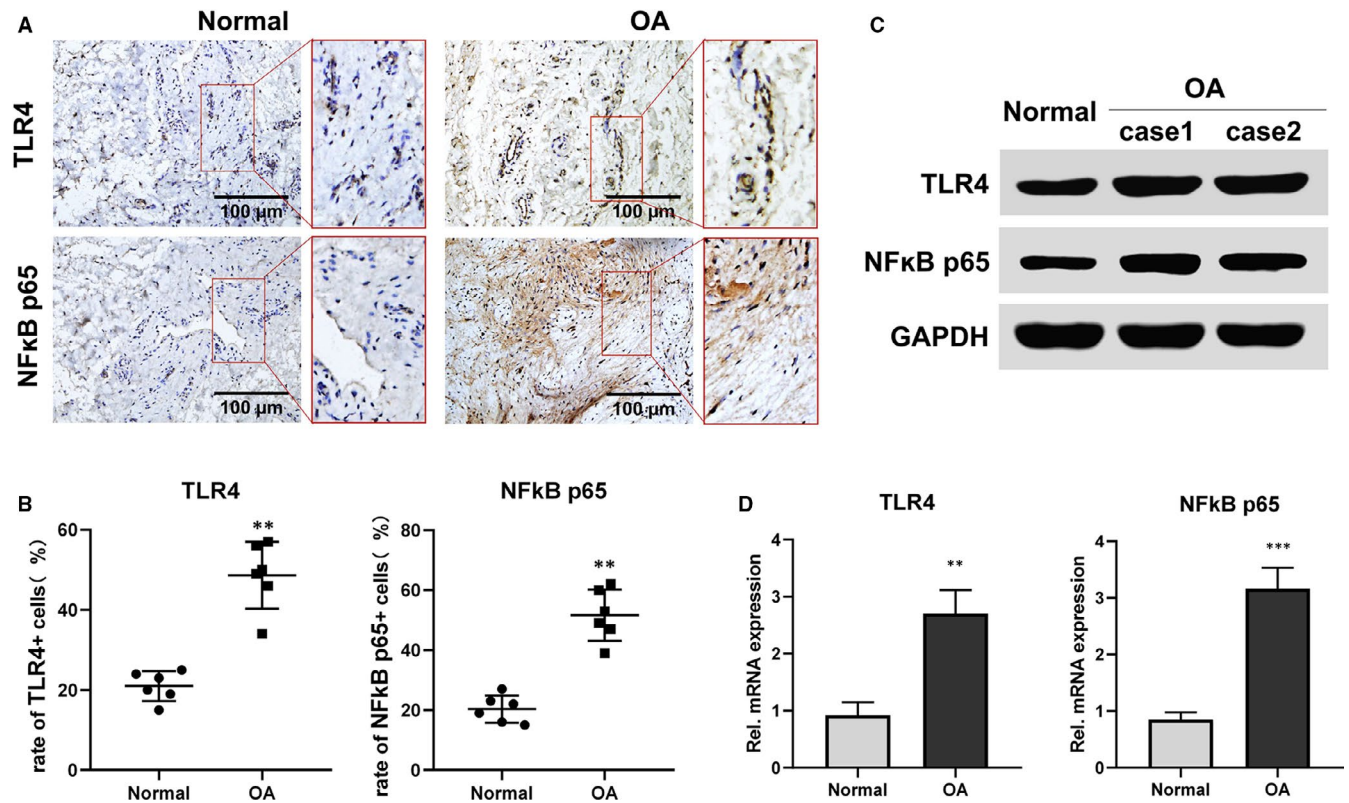 A
Normal
OA
TLR4
100 μm
100 μm
NFκB p65
100 μm
100 μm
C
OA
Normal
case1
case2
TLR4
NFκB p65
GAPDH
B
TLR4
rate of TLR4+ cells( %)
60
40
20
0
**
Normal
OA
NFkB p65
rate of NFkB p65+ cells( %)
80
60
40
20
0
**
Normal
OA
D
TLR4
Rel. mRNA expression
4
3
2
1
0
**
Normal
OA
NFkB p65
Rel. mRNA expression
4
3
2
1
0
***
Normal
OA